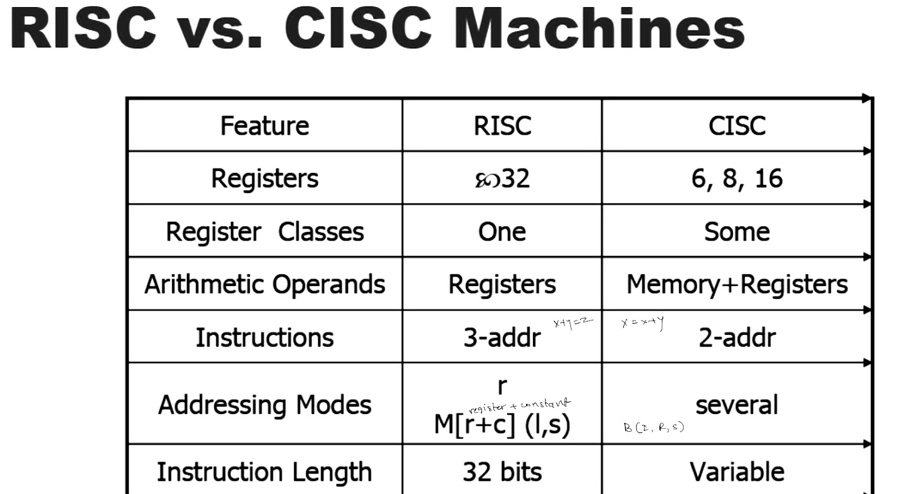 RISC vs. CISC Machines
Feature RISC CISC
Registers 32 6, 8, 16
Register Classes One Some
Arithmetic Operands Registers Memory+Registers
Instructions 3-addr x+y=z x=x+y 2-addr
Addressing Modes r several
register + constant
M[r+c] (l,s) B(I, R, S)
Instruction Length 32 bits Variable